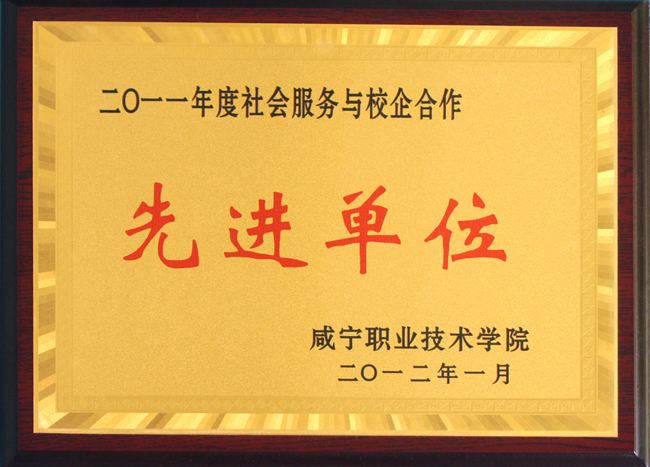 二〇一一年度社会服务与校企合作
先进单位
咸宁职业技术学院
二〇一二年一月